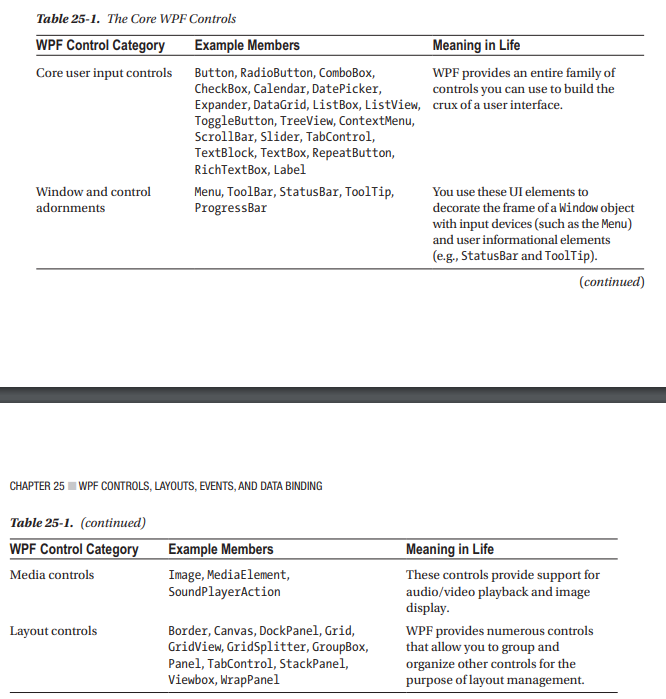 Table 25-1. The Core WPF Controls
WPF Control Category Example Members Meaning in Life
Core user input controls Button, RadioButton, ComboBox, WPF provides an entire family of
CheckBox, Calendar, DatePicker, controls you can use to build the
Expander, DataGrid, ListBox, ListView, crux of a user interface.
ToggleButton, TreeView, ContextMenu,
ScrollBar, Slider, TabControl,
TextBlock, TextBox, RepeatButton,
RichTextBox, Label
Window and control Menu, ToolBar, StatusBar, ToolTip, You use these UI elements to
adornments ProgressBar decorate the frame of a Window object
with input devices (such as the Menu)
and user informational elements
(e.g., StatusBar and ToolTip).
(continued)
CHAPTER 25 ■ WPF CONTROLS, LAYOUTS, EVENTS, AND DATA BINDING
Table 25-1. (continued)
WPF Control Category Example Members Meaning in Life
Media controls Image, MediaElement, These controls provide support for
SoundPlayerAction audio/video playback and image
display.
Layout controls Border, Canvas, DockPanel, Grid, WPF provides numerous controls
GridView, GridSplitter, GroupBox, that allow you to group and
Panel, TabControl, StackPanel, organize other controls for the
Viewbox, WrapPanel purpose of layout management.